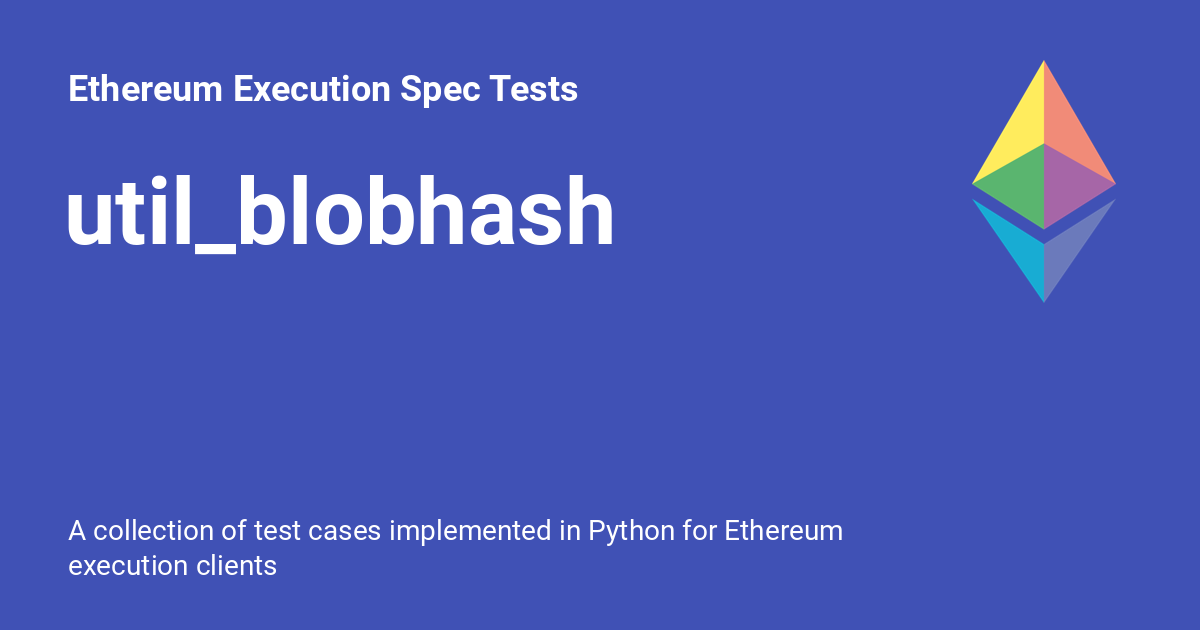 Ethereum Execution Spec Tests
util_blobhash
A collection of test cases implemented in Python for Ethereum
execution clients